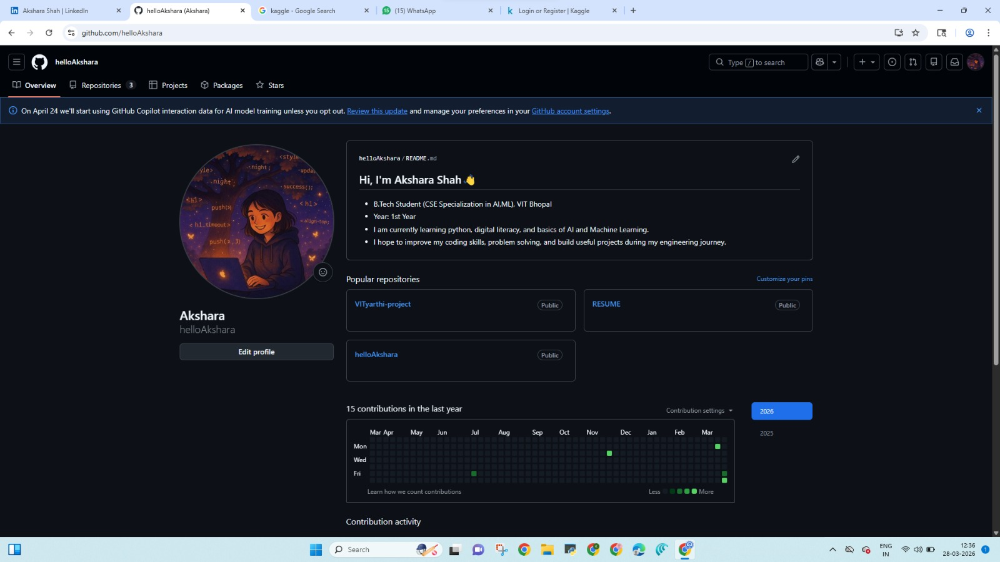 Akshara Shah | LinkedIn
helloAkshara (Akshara)
kaggle - Google Search
(15) WhatsApp
Login or Register | Kaggle
github.com/helloAkshara
helloAkshara
Type / to search
Overview
Repositories 3
Projects
Packages
Stars
On April 24 we'll start using GitHub Copilot interaction data for AI model training unless you opt out. Review this update and manage your preferences in your GitHub account settings.
<style
yle>
.night;
.night;
updat
success();
<h1>
push()
<h1>
<h1.timeout>
<align-top;
push(x,3)
Akshara
helloAkshara
Edit profile
helloAkshara/README.md
Hi, I'm Akshara Shah 👋
• B.Tech Student (CSE Specialization in AI,ML), VIT Bhopal
• Year: 1st Year
• I am currently learning python, digital literacy, and basics of AI and Machine Learning.
• I hope to improve my coding skills, problem solving, and build useful projects during my engineering journey.
Popular repositories
Customize your pins
VITyarthi-project
Public
RESUME
Public
helloAkshara
Public
15 contributions in the last year
Contribution settings
2026
2025
Mar Apr May Jun Jul Aug Sep Oct Nov Dec Jan Feb Mar
Mon
Wed
Fri
Learn how we count contributions
Less
More
Contribution activity
Search
ENG
IN
12:36
28-03-2026
1